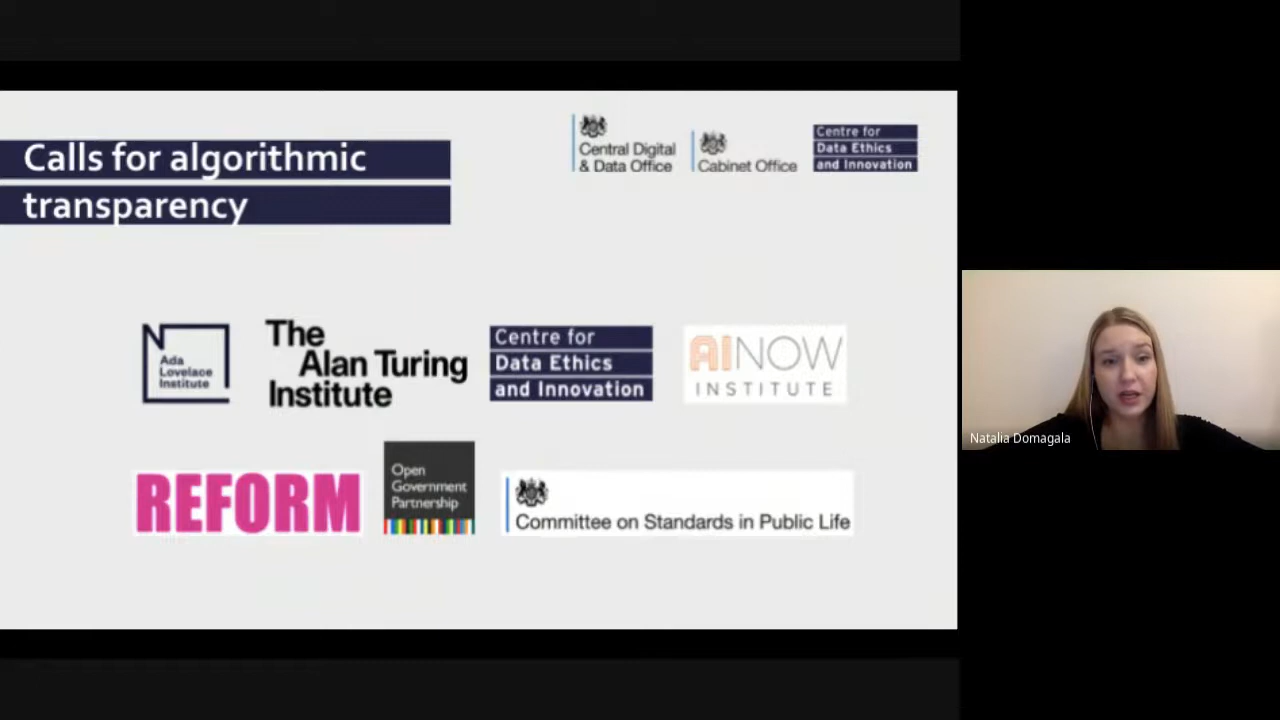 Calls for algorithmic
transparency
Central Digital
& Data Office
Cabinet Office
Centre for
Data Ethics
and Innovation
Ada
Lovelace
Institute
The
Alan Turing
Institute
Centre for
Data Ethics
and Innovation
AINOW
INSTITUTE
REFORM
Open
Government
Partnership
Committee on Standards in Public Life
Natalia Domagala